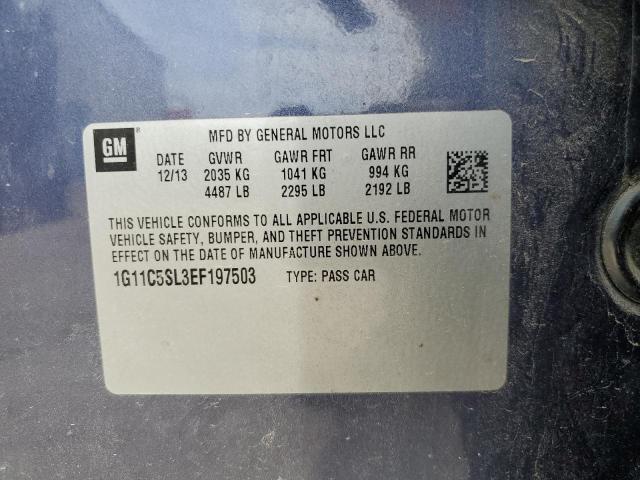 GM ®
MFD BY GENERAL MOTORS LLC
DATE GVWR GAWR FRT GAWR RR
12/13 2035 KG 1041 KG 994 KG
4487 LB 2295 LB 2192 LB
THIS VEHICLE CONFORMS TO ALL APPLICABLE U.S. FEDERAL MOTOR
VEHICLE SAFETY, BUMPER, AND THEFT PREVENTION STANDARDS IN
EFFECT ON THE DATE OF MANUFACTURE SHOWN ABOVE.
1G11C5SL3EF197503 TYPE: PASS CAR